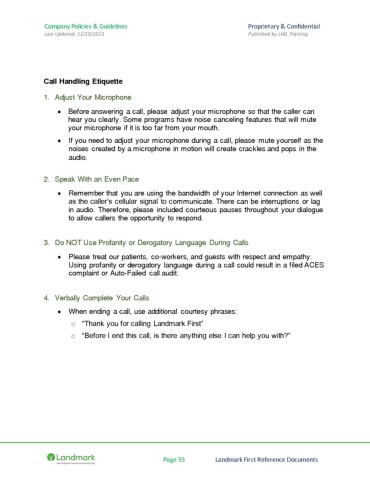 Company Policies & Guidelines Proprietary & Confidential
Last Updated: 12/10/2023 Published by LM1 Training
Call Handling Etiquette
1. Adjust Your Microphone
• Before answering a call, please adjust your microphone so that the caller can
hear you clearly. Some programs have noise canceling features that will mute
your microphone if it is too far from your mouth.
• If you need to adjust your microphone during a call, please mute yourself as the
noises created by a microphone in motion will create crackles and pops in the
audio.
2. Speak With an Even Pace
• Remember that you are using the bandwidth of your Internet connection as well
as the caller's cellular signal to communicate. There can be interruptions or lag
in audio. Therefore, please included courteous pauses throughout your dialogue
to allow callers the opportunity to respond.
3. Do NOT Use Profanity or Derogatory Language During Calls
• Please treat our patients, co-workers, and guests with respect and empathy.
Using profanity or derogatory language during a call could result in a filed ACES
complaint or Auto-Failed call audit.
4. Verbally Complete Your Calls
• When ending a call, use additional courtesy phrases:
o "Thank you for calling Landmark First"
o "Before I end this call, is there anything else I can help you with?"
Landmark
Page 55 Landmark First Reference Documents